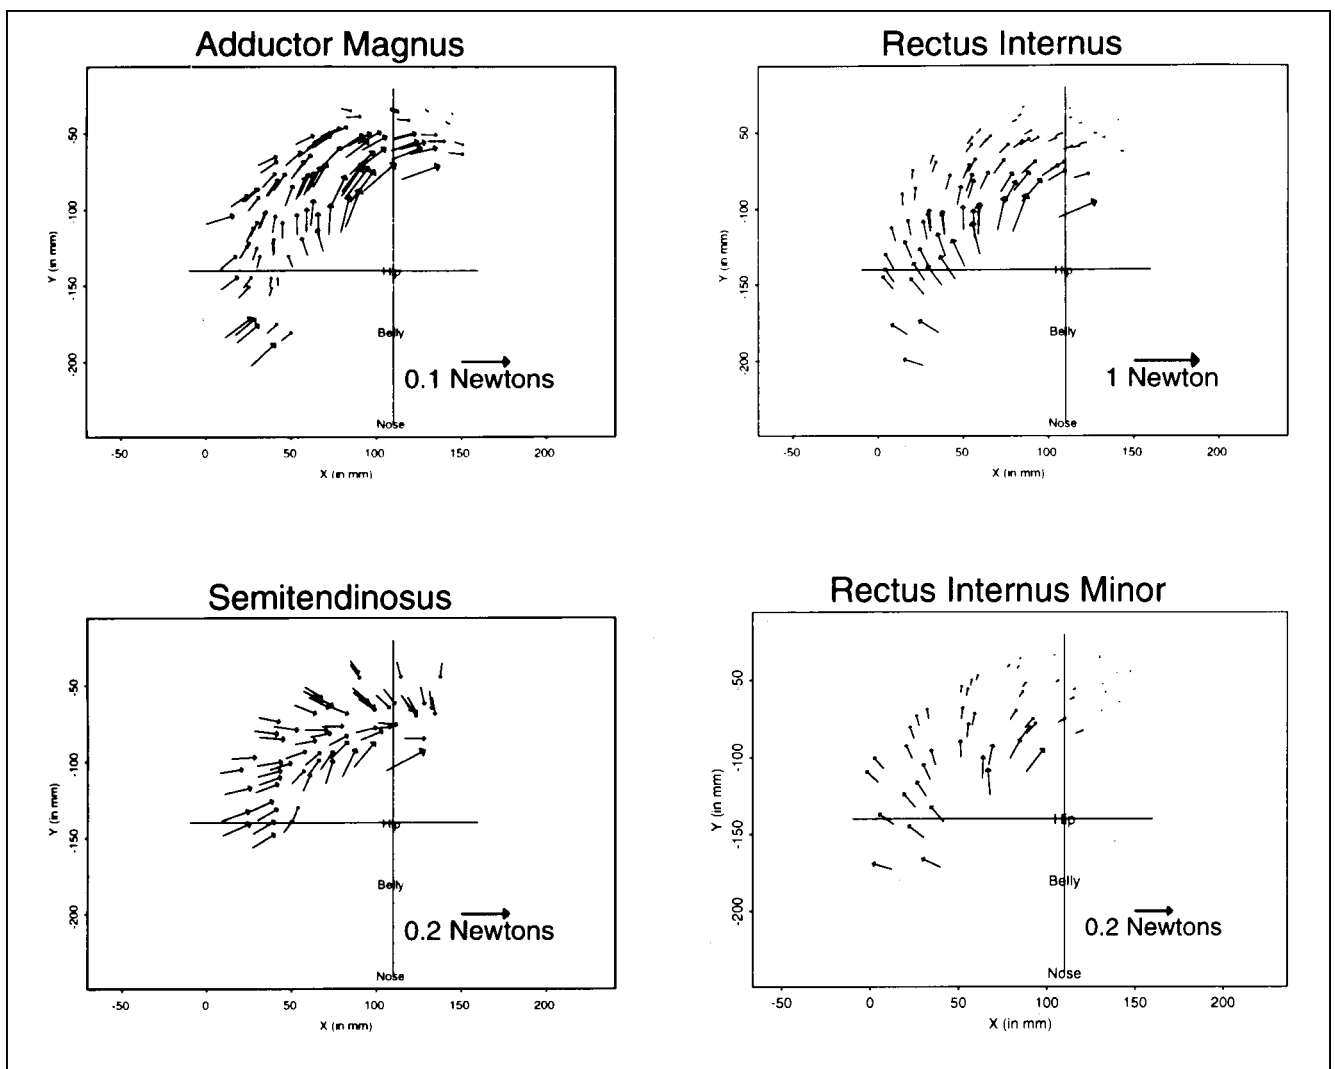 Adductor Magnus
-50
-100
-150
-200
Y (in mm)
Hip
Belly
0.1 Newtons
Nose
-50 0 50 100 150 200
X (in mm)
Rectus Internus
-50
-100
-150
-200
Y (in mm)
Hip
Belly
1 Newton
Nose
-50 0 50 100 150 200
X (in mm)
Semitendinosus
-50
-100
-150
-200
Y (in mm)
Hip
Belly
0.2 Newtons
Nose
-50 0 50 100 150 200
X (in mm)
Rectus Internus Minor
-50
-100
-150
-200
Y (in mm)
Hip
Belly
0.2 Newtons
Nose
-50 0 50 100 150 200
X (in mm)